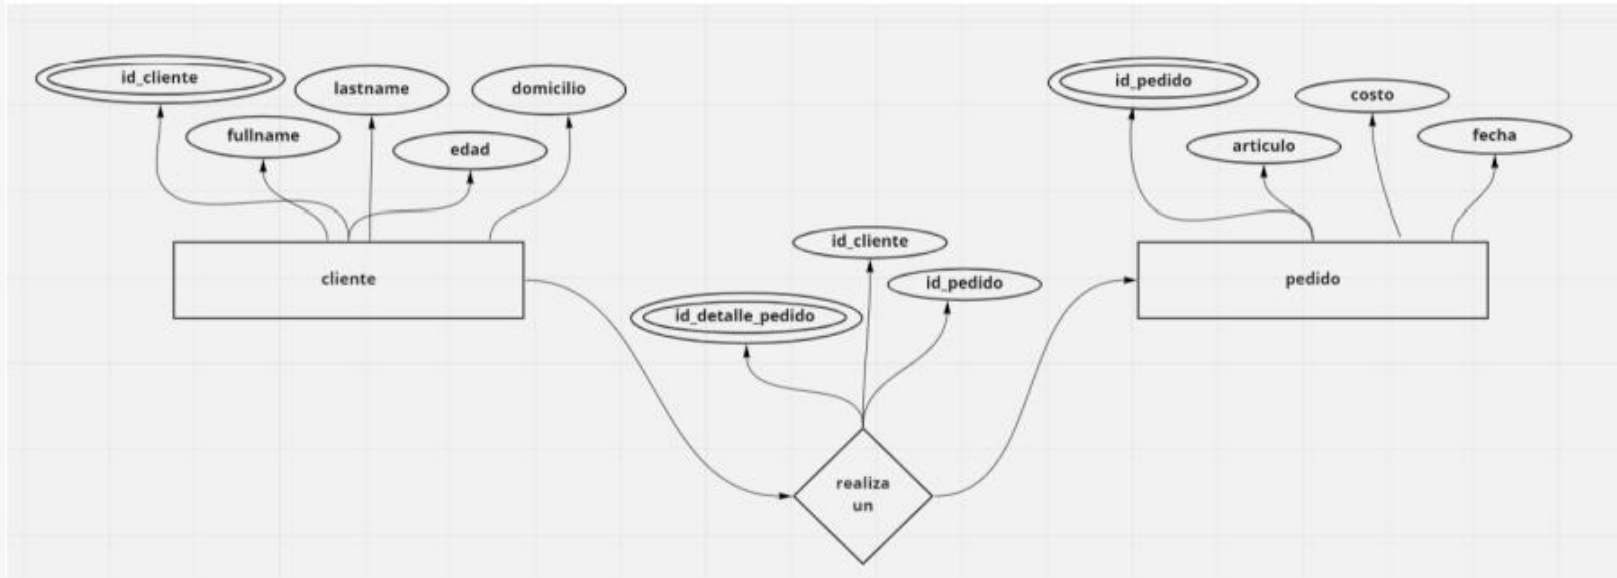 id_cliente
lastname
domicilio
fullname
edad
cliente
id_pedido
costo
articulo
fecha
pedido
id_cliente
id_pedido
id_detalle_pedido
realiza
un